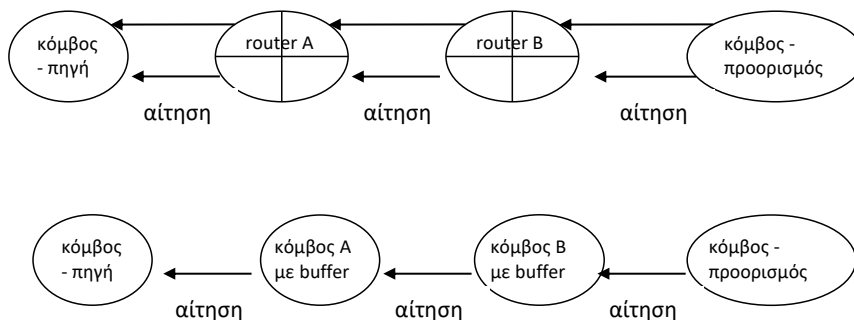 κόμβος
- πηγή
router A
router B
κόμβος -
προορισμός
αίτηση
αίτηση
αίτηση
κόμβος
- πηγή
κόμβος A
με buffer
κόμβος B
με buffer
κόμβος -
προορισμός
αίτηση
αίτηση
αίτηση